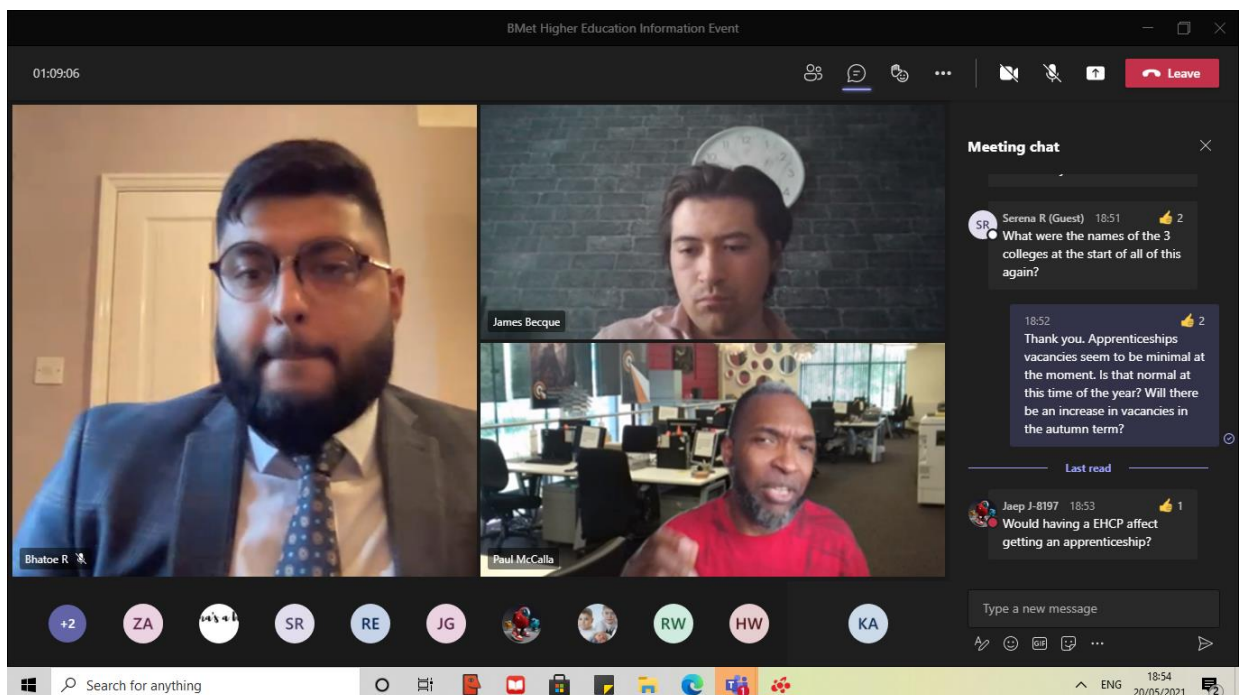 BMet Higher Education Information Event
01:09:06
Leave
Meeting chat
Serena R (Guest) 18:51 👍 2
SR
What were the names of the 3
colleges at the start of all of this
again?
18:52 👍 2
Thank you. Apprenticeships
vacancies seem to be minimal at
the moment. Is that normal at
this time of the year? Will there
be an increase in vacancies in
the autumn term?
Last read
Jaep J-8197 18:53 👍 1
Would having a EHCP affect
getting an apprenticeship?
James Becque
Bhatoe R
Paul McCalla
+2
ZA
SR
RE
JG
RW
HW
KA
Type a new message
GIF
Search for anything
ENG
18:54
20/05/2021
2